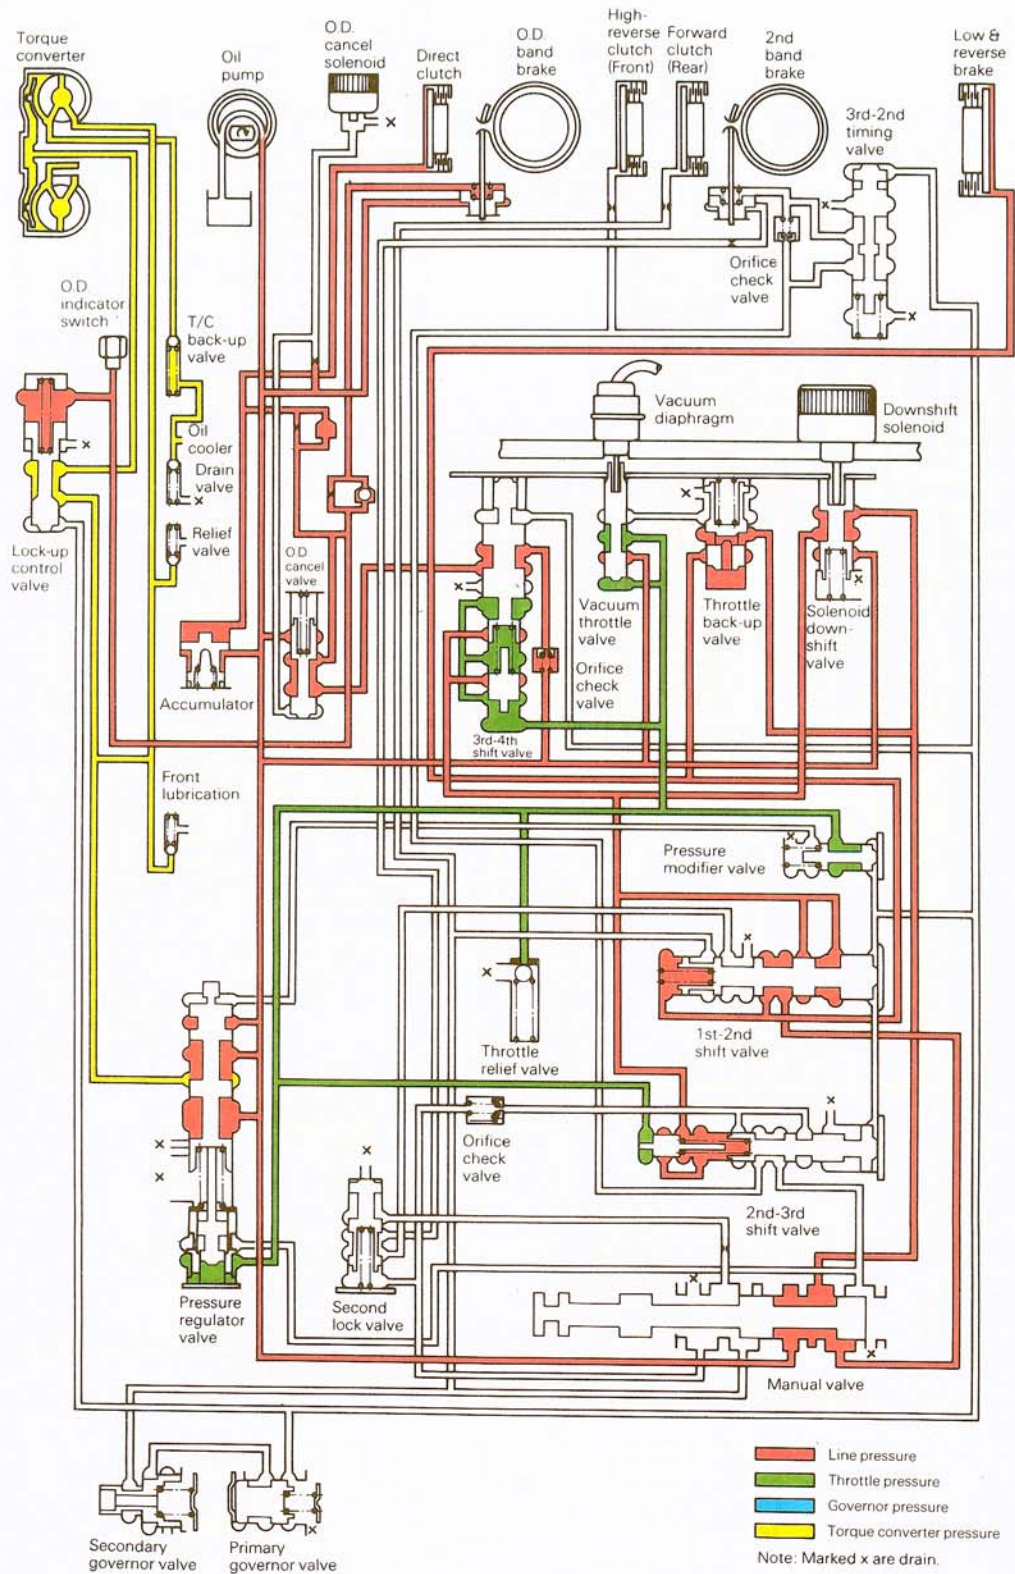 Torque
converter
Oil
pump
O.D.
cancel
solenoid
Direct
clutch
O.D.
band
brake
High-
reverse
clutch
(Front)
Forward
clutch
(Rear)
2nd
band
brake
3rd-2nd
timing
valve
Low &
reverse
brake
x
x
x
x
Orifice
check
valve
O.D.
indicator
switch
T/C
back-up
valve
Vacuum
diaphragm
Downshift
solenoid
x
Oil
cooler
Drain
valve
x
Relief
valve
Lock-up
control
valve
O.D.
cancel
valve
x
x
x
Vacuum
throttle
valve
Throttle
back-up
valve
Solenoid
down-
shift
valve
Accumulator
Orifice
check
valve
3rd-4th
shift valve
Front
lubrication
Pressure
modifier valve
x
x
x
1st-2nd
shift valve
Throttle
relief valve
x
x
x
x
Orifice
check
valve
2nd-3rd
shift valve
x
Pressure
regulator
valve
Second
lock valve
x
Manual valve
Secondary
governor valve
Primary
governor valve
x
Line pressure
Throttle pressure
Governor pressure
Torque converter pressure
Note: Marked x are drain.